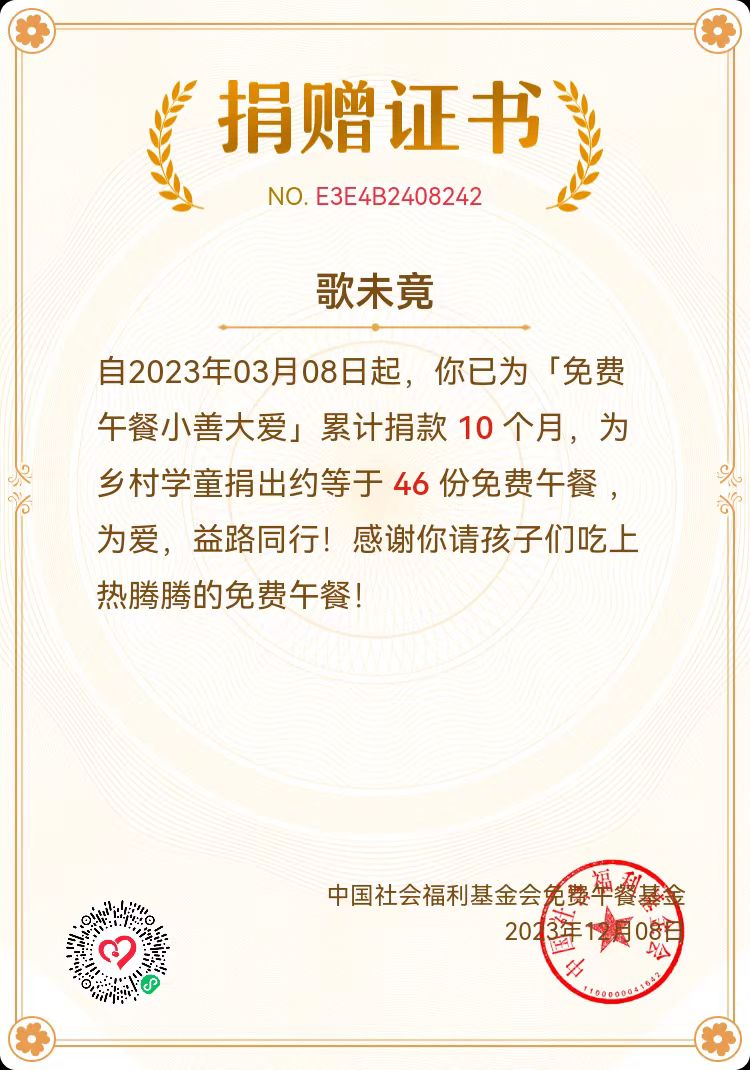 捐赠证书
NO. E3E4B2408242
歌未竟
自2023年03月08日起，你已为「免费
午餐小善大爱」累计捐款 10 个月，为
乡村学童捐出约等于 46 份免费午餐 ，
为爱，益路同行！感谢你请孩子们吃上
热腾腾的免费午餐！
中国社会福利基金会免费午餐基金
2023年12月08日
中国社会福利基金会
1100000041642